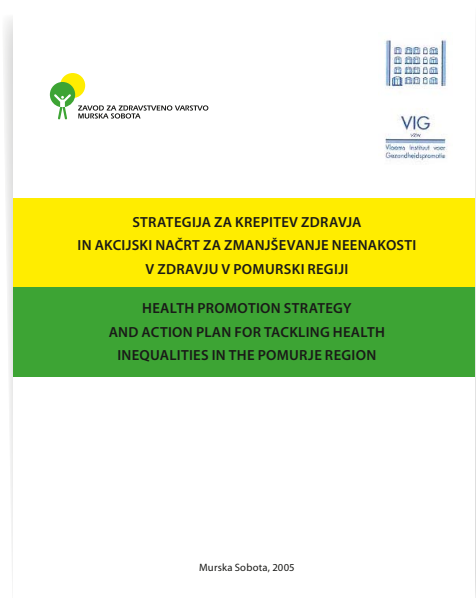 ZAVOD ZA ZDRAVSTVENO VARSTVO
MURSKA SOBOTA
VIG
vzw
Vlaams Instituut voor
Gezondheidspromotie
STRATEGIJA ZA KREPITEV ZDRAVJA
IN AKCIJSKI NAČRT ZA ZMANJŠEVANJE NEENAKOSTI
V ZDRAVJU V POMURSKI REGIJI
HEALTH PROMOTION STRATEGY
AND ACTION PLAN FOR TACKLING HEALTH
INEQUALITIES IN THE POMURJE REGION
Murska Sobota, 2005